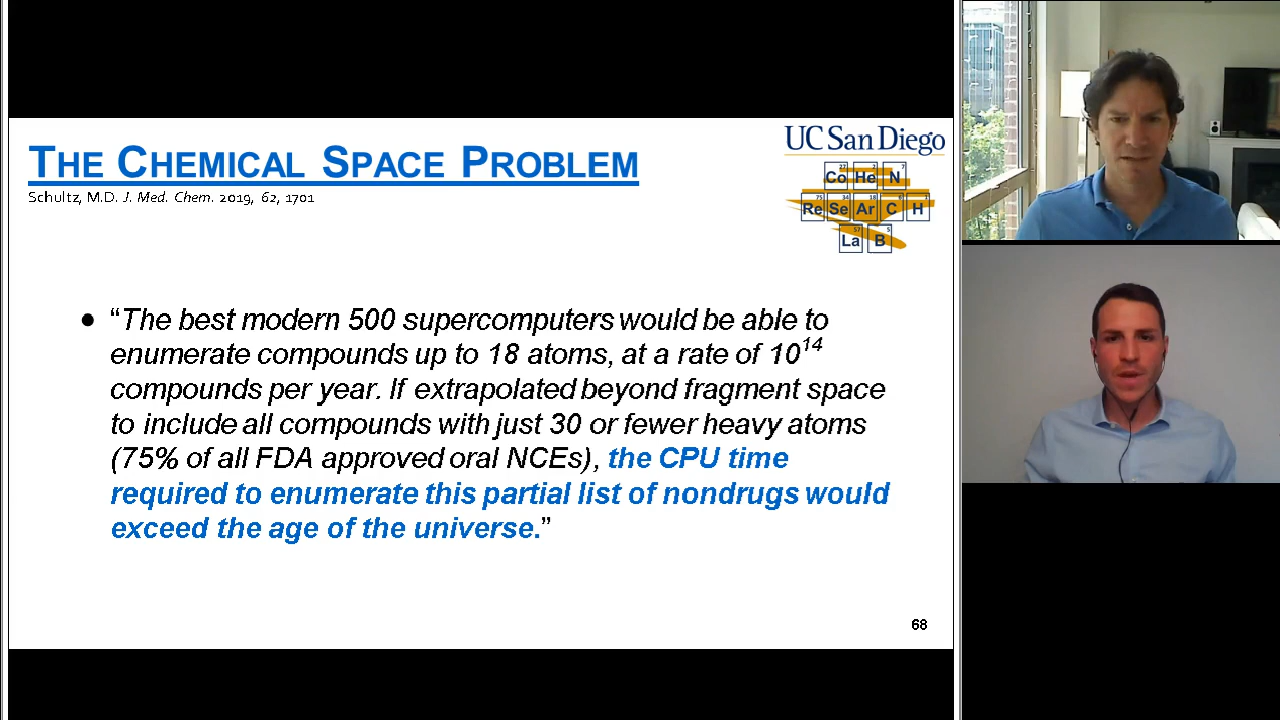 THE CHEMICAL SPACE PROBLEM
Schultz, M.D. J. Med. Chem. 2019, 62, 1701
UC San Diego
Co He N
Re Se Ar C H
La B
• “The best modern 500 supercomputers would be able to
enumerate compounds up to 18 atoms, at a rate of 10^14
compounds per year. If extrapolated beyond fragment space
to include all compounds with just 30 or fewer heavy atoms
(75% of all FDA approved oral NCEs), the CPU time
required to enumerate this partial list of nondrugs would
exceed the age of the universe.”
68